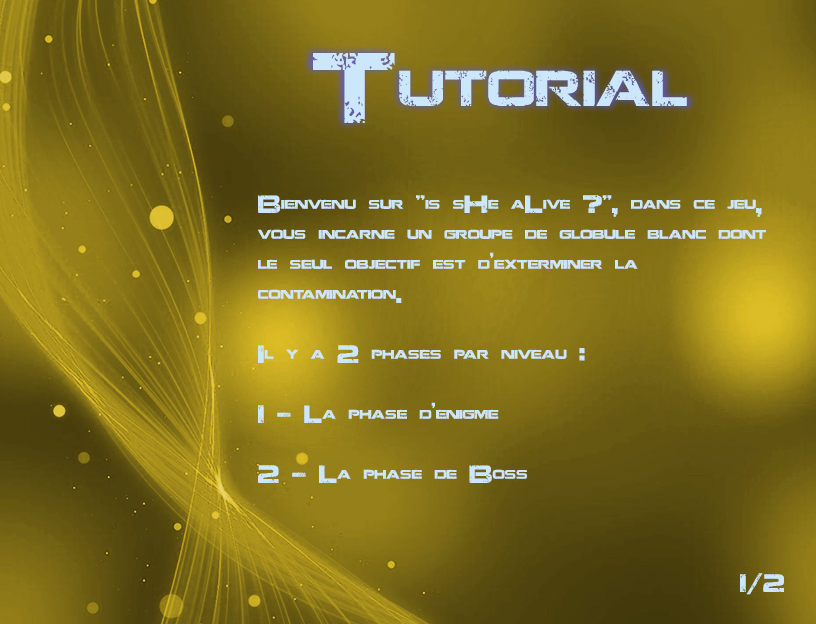 Tutorial
Bienvenu sur "is sHe aLive ?", dans ce jeu,
vous incarne un groupe de globule blanc dont
le seul objectif est d'exterminer la
contamination.
Il y a 2 phases par niveau :
1 - La phase d'enigme
2 - La phase de Boss
1/2